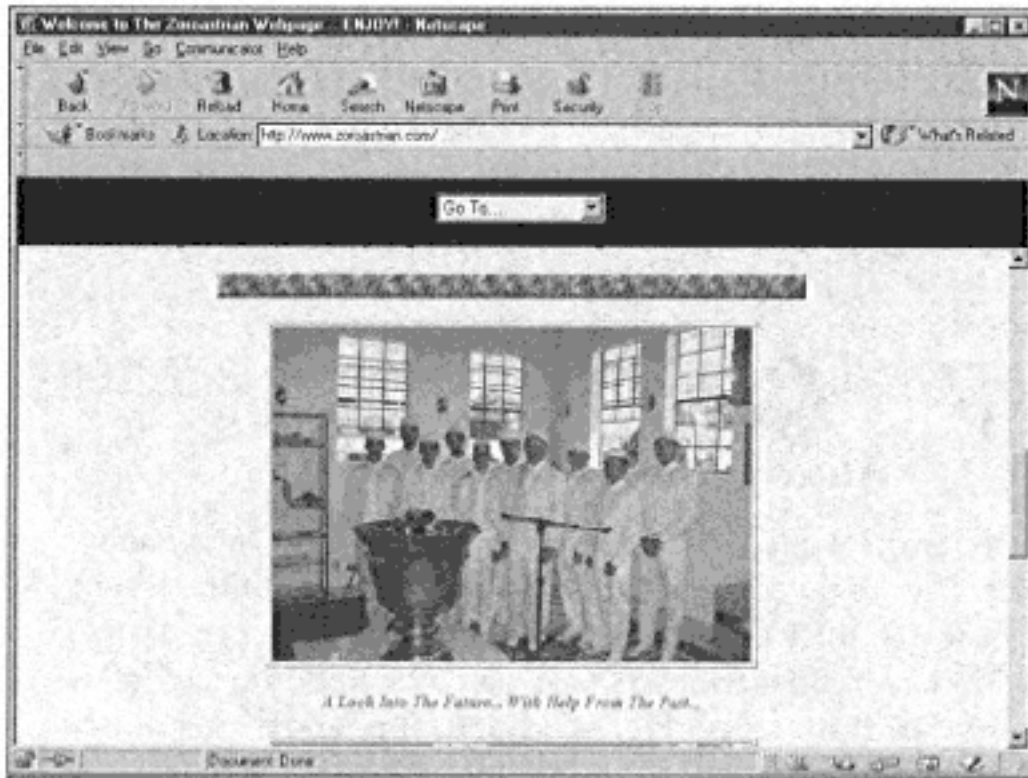 Welcome to The Zoroastrian Webpage - ENJOY! - Netscape
File Edit View Go Communicator Help
Back Forward Reload Home Search Netscape Print Security Stop
Bookmarks Location: http://www.zoroastrian.com/ What's Related
Go To...
A Look Into The Future... With Help From The Past...
Document Done